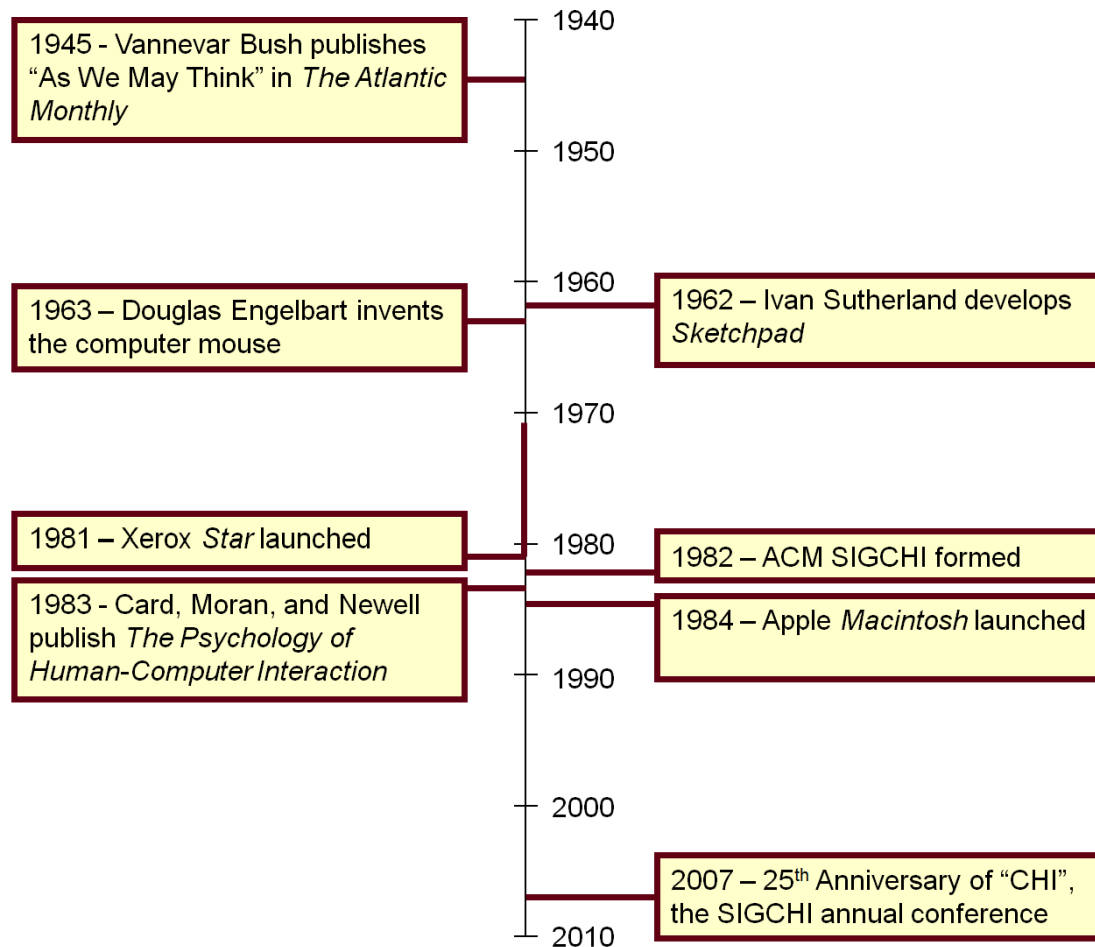 1940
1945 - Vannevar Bush publishes
“As We May Think” in The Atlantic
Monthly
1950
1960
1962 – Ivan Sutherland develops
Sketchpad
1963 – Douglas Engelbart invents
the computer mouse
1970
1981 – Xerox Star launched
1980
1982 – ACM SIGCHI formed
1983 - Card, Moran, and Newell
publish The Psychology of
Human-Computer Interaction
1984 – Apple Macintosh launched
1990
2000
2007 – 25th Anniversary of “CHI”,
the SIGCHI annual conference
2010